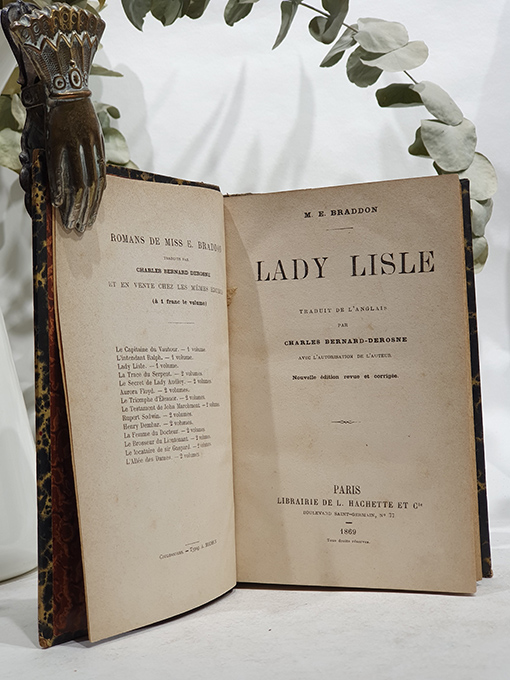 ROMANS DE MISS E. BRADDON
TRADUITS PAR
CHARLES BERNARD DEROSNE
ET EN VENTE CHEZ LES MÊMES
(à 1 franc le volume)
Le Capitaine du Vautour. — 1 volume.
L'Intendant Ralph. — 1 volume.
Lady Lisle. — 1 volume.
La Trace du Serpent. — 2 volumes.
Le Secret de Lady Audley. — 2 volumes.
Aurora Floyd. — 2 volumes.
Le Triomphe d'Éléanor. — 2 volumes.
Le Testament de John Marchmont. — 2 volumes.
Rupert Godwin. — 2 volumes.
Henry Dunbar. — 2 volumes.
La Femme du Docteur. — 2 volumes.
Le Brosseur du Lieutenant. — 2 volumes.
Le locataire de sir Gaspard. — 2 volumes.
L'Allée des Dames. — 2 volumes.
Typog. A.
M. E. BRADDON
LADY LISLE
TRADUIT DE L'ANGLAIS
PAR
CHARLES BERNARD-DEROSNE
AVEC L'AUTORISATION DE L'AUTEUR
Nouvelle édition revue et corrigée.
PARIS
LIBRAIRIE DE L. HACHETTE ET Cie
BOULEVARD SAINT-GERMAIN, N° 77
1869
Tous droits réservés.